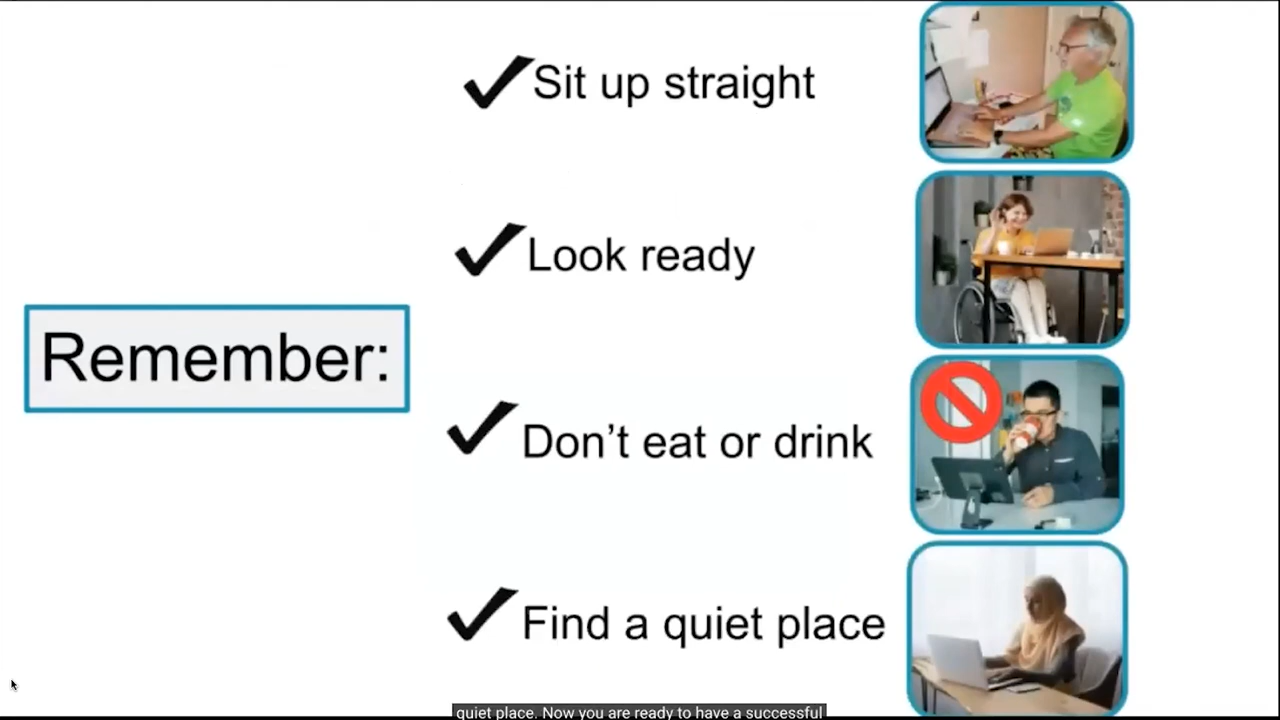 Sit up straight
Look ready
Remember:
Don’t eat or drink
Find a quiet place
quiet place. Now you are ready to have a successful